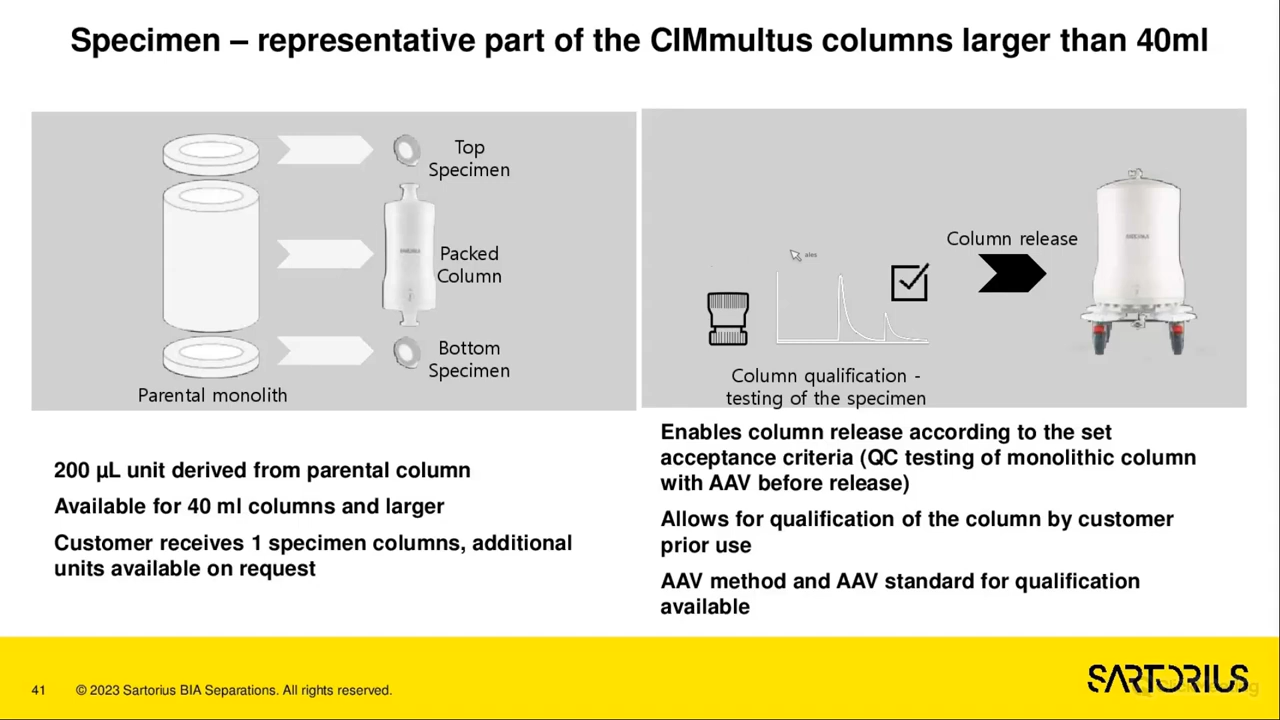 Specimen – representative part of the CIMmultus columns larger than 40ml
Top
Specimen
Packed
Column
Bottom
Specimen
Parental monolith
ales
Column release
Column qualification -
testing of the specimen
200 µL unit derived from parental column
Available for 40 ml columns and larger
Customer receives 1 specimen columns, additional
units available on request
Enables column release according to the set
acceptance criteria (QC testing of monolithic column
with AAV before release)
Allows for qualification of the column by customer
prior use
AAV method and AAV standard for qualification
available
41 © 2023 Sartorius BIA Separations. All rights reserved.
SARTORIUS